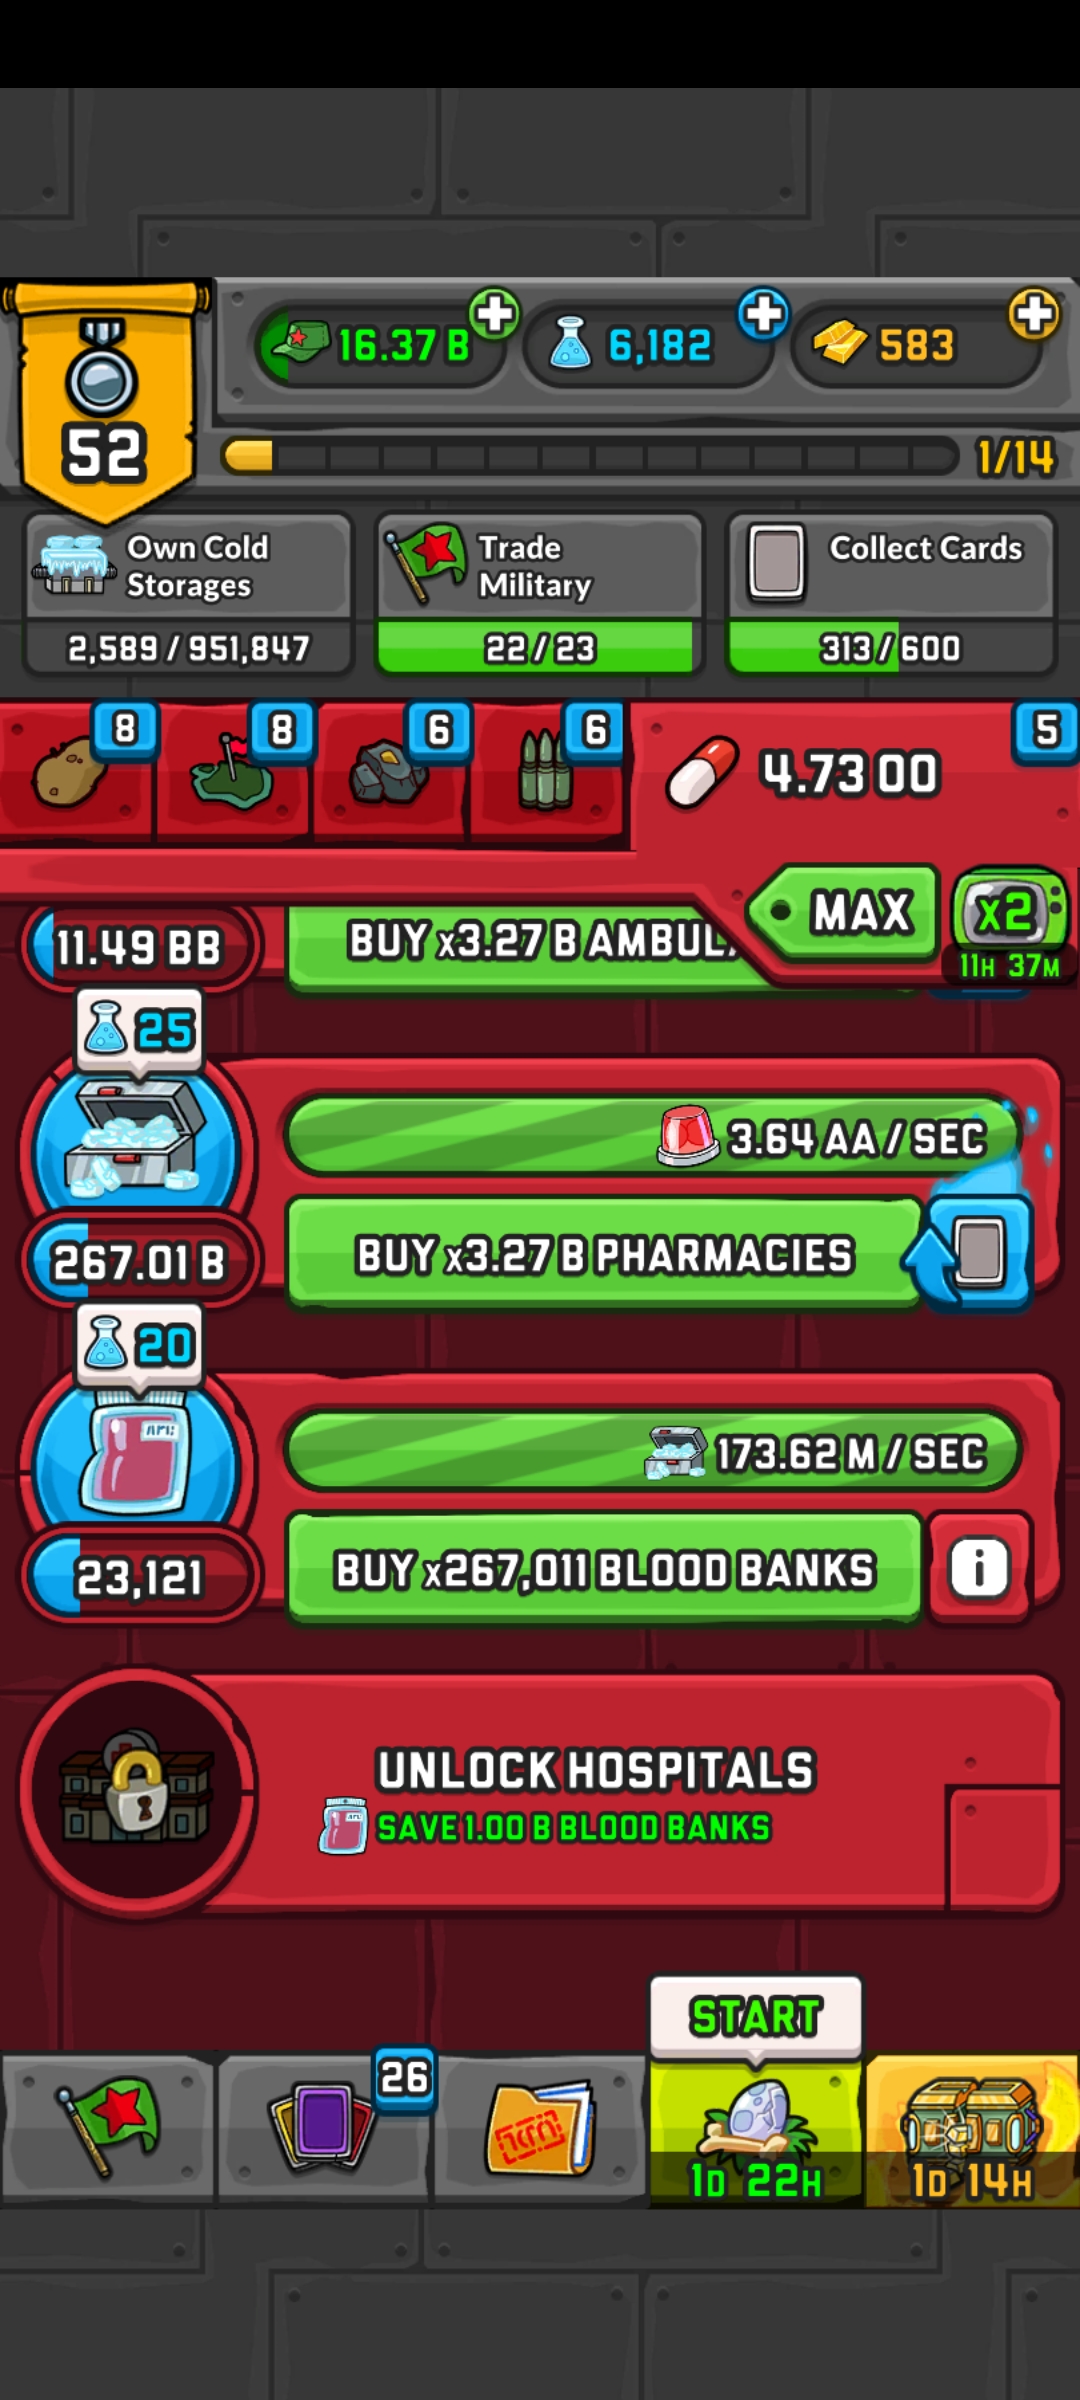 16.37 B
6,182
583
52
1/14
Own Cold
Storages
2,589 / 951,847
Trade
Military
22 / 23
Collect Cards
313 / 600
8
8
6
6
5
4.73 OO
MAX
x2
11H 37M
11.49 BB
BUY x3.27 B AMBUL
25
3.64 AA / SEC
267.01 B
BUY x3.27 B PHARMACIES
20
173.62 M / SEC
23,121
BUY x267,011 BLOOD BANKS
i
UNLOCK HOSPITALS
SAVE 1.00 B BLOOD BANKS
START
26
1D 22H
1D 14H